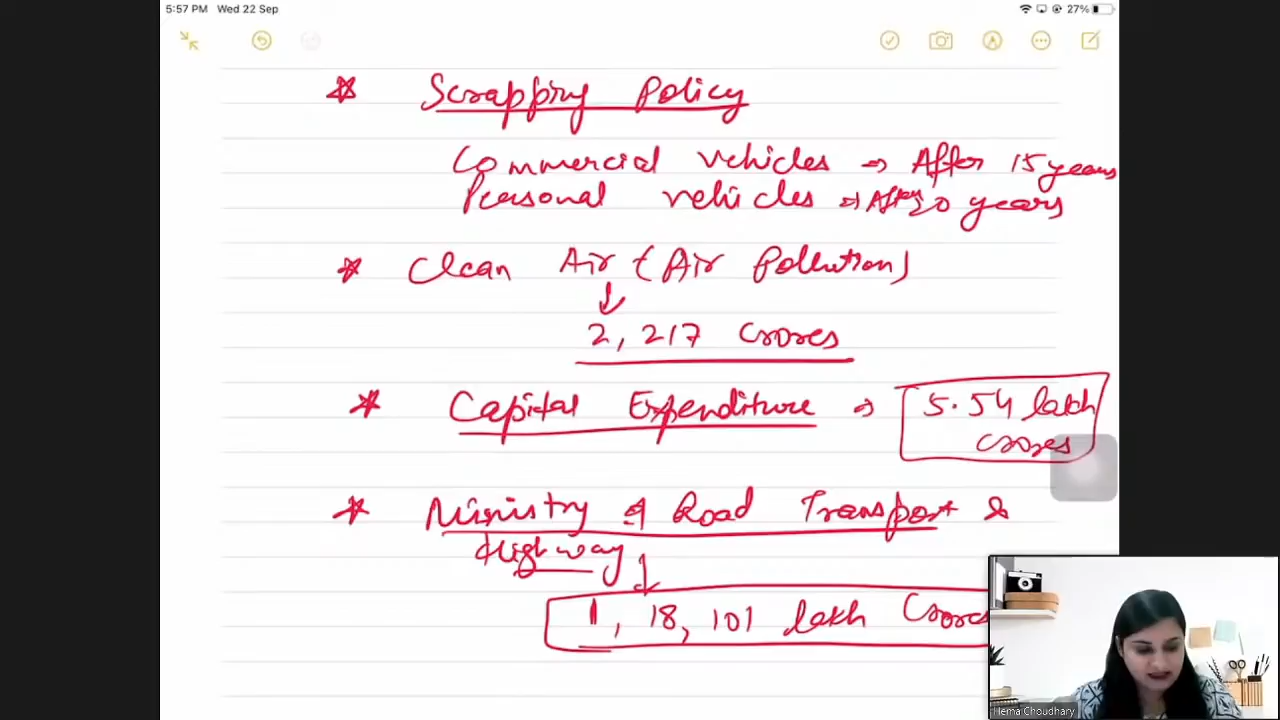 5:57 PM Wed 22 Sep
27%
Scrapping Policy
Commercial vehicles ⇒ After 15 years
Personal vehicles ⇒ After 20 years
Clean Air (Air Pollution)
↓
2,217 crores
Capital Expenditure ⇒ 5.54 lakh
crores
Ministry of Road Transport &
Highway
↓
1,18,101 lakh Crores
Hema Choudhary